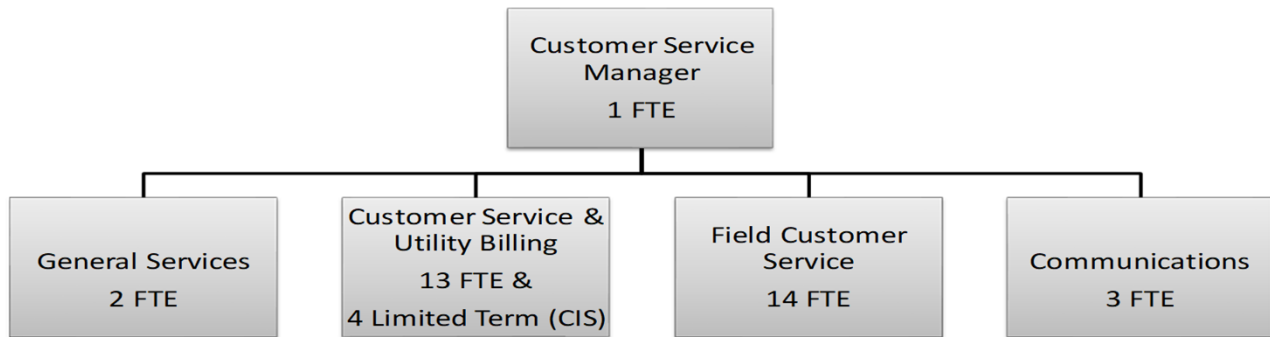 Customer Service
Manager
1 FTE
General Services
2 FTE
Customer Service &
Utility Billing
13 FTE &
4 Limited Term (CIS)
Field Customer
Service
14 FTE
Communications
3 FTE